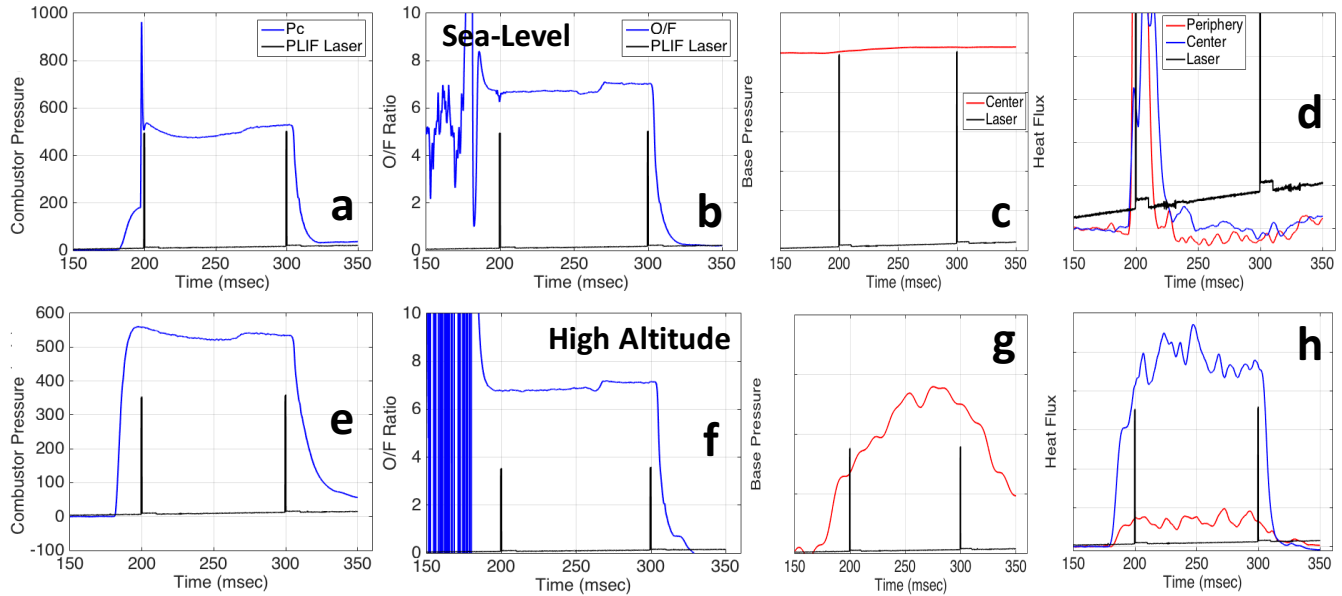 1000
800
600
400
200
0
Combustor Pressure
Pc
PLIF Laser
a
150 200 250 300 350
Time (msec)
10
8
6
4
2
0
O/F Ratio
Sea-Level
O/F
PLIF Laser
b
150 200 250 300 350
Time (msec)
Base Pressure
Center
Laser
c
150 200 250 300 350
Time (msec)
Heat Flux
Periphery
Center
Laser
d
150 200 250 300 350
Time (msec)
600
500
400
300
200
100
0
-100
Combustor Pressure
e
150 200 250 300 350
Time (msec)
10
8
6
4
2
0
O/F Ratio
High Altitude
f
150 200 250 300 350
Time (msec)
Base Pressure
g
150 200 250 300 350
Time (msec)
Heat Flux
h
150 200 250 300 350
Time (msec)